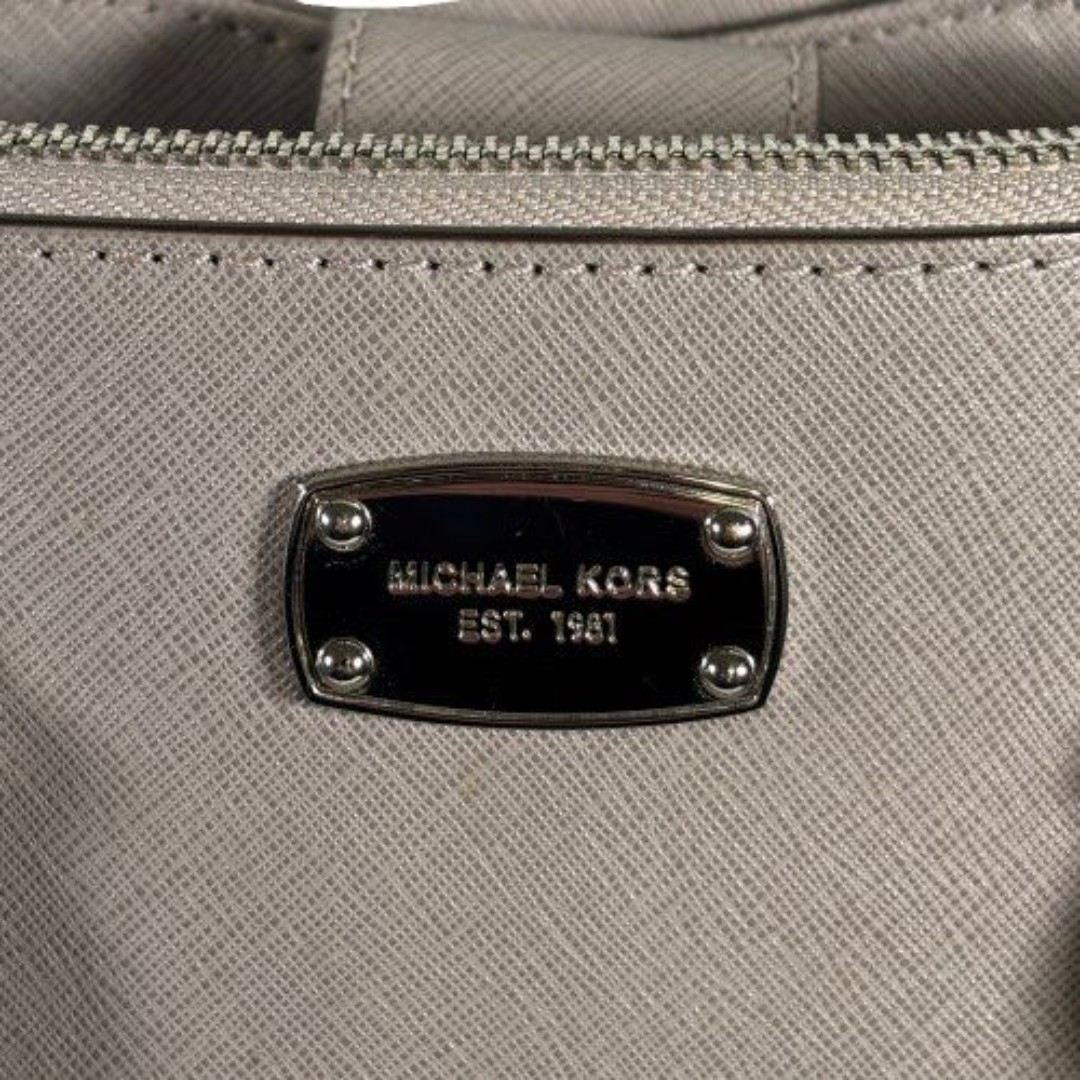 MICHAEL KORS
EST. 1981